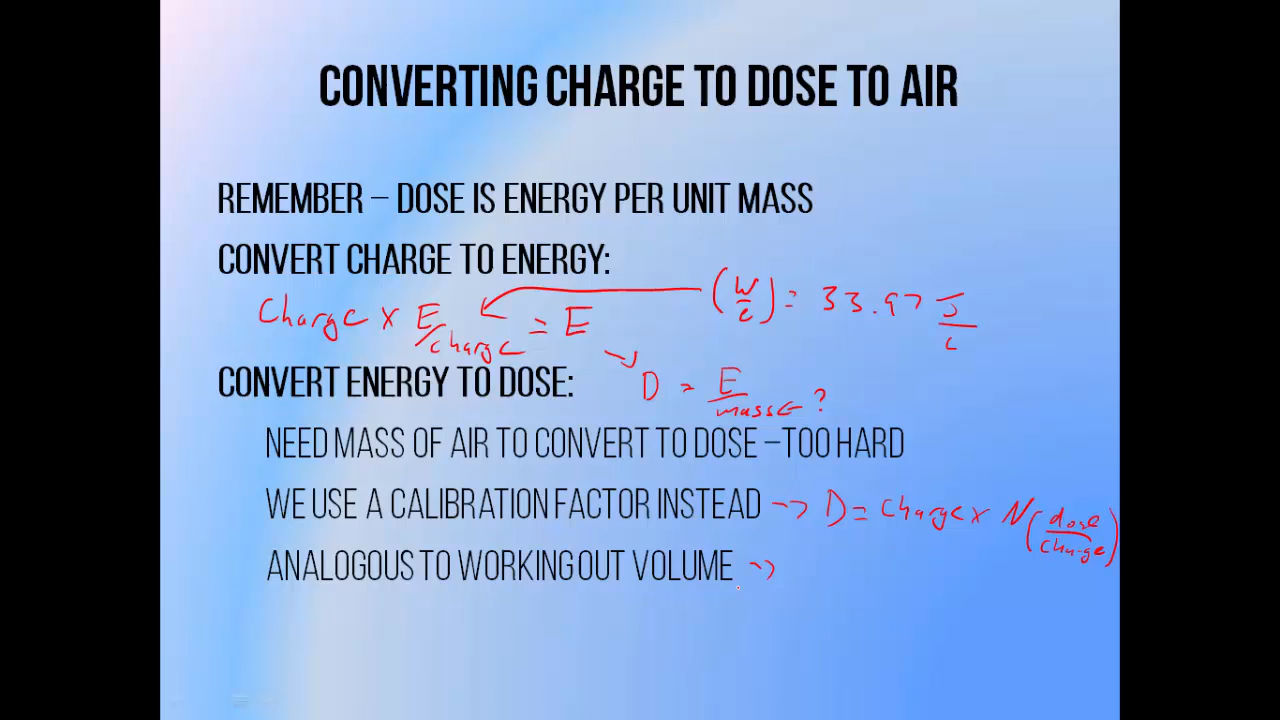 CONVERTING CHARGE TO DOSE TO AIR
REMEMBER – DOSE IS ENERGY PER UNIT MASS
CONVERT CHARGE TO ENERGY:
Charge × E/charge = E (W/e) = 33.97 J/C
CONVERT ENERGY TO DOSE: D = E/mass ?
NEED MASS OF AIR TO CONVERT TO DOSE –TOO HARD
WE USE A CALIBRATION FACTOR INSTEAD → D = Charge × N (dose/charge)
ANALOGOUS TO WORKING OUT VOLUME →